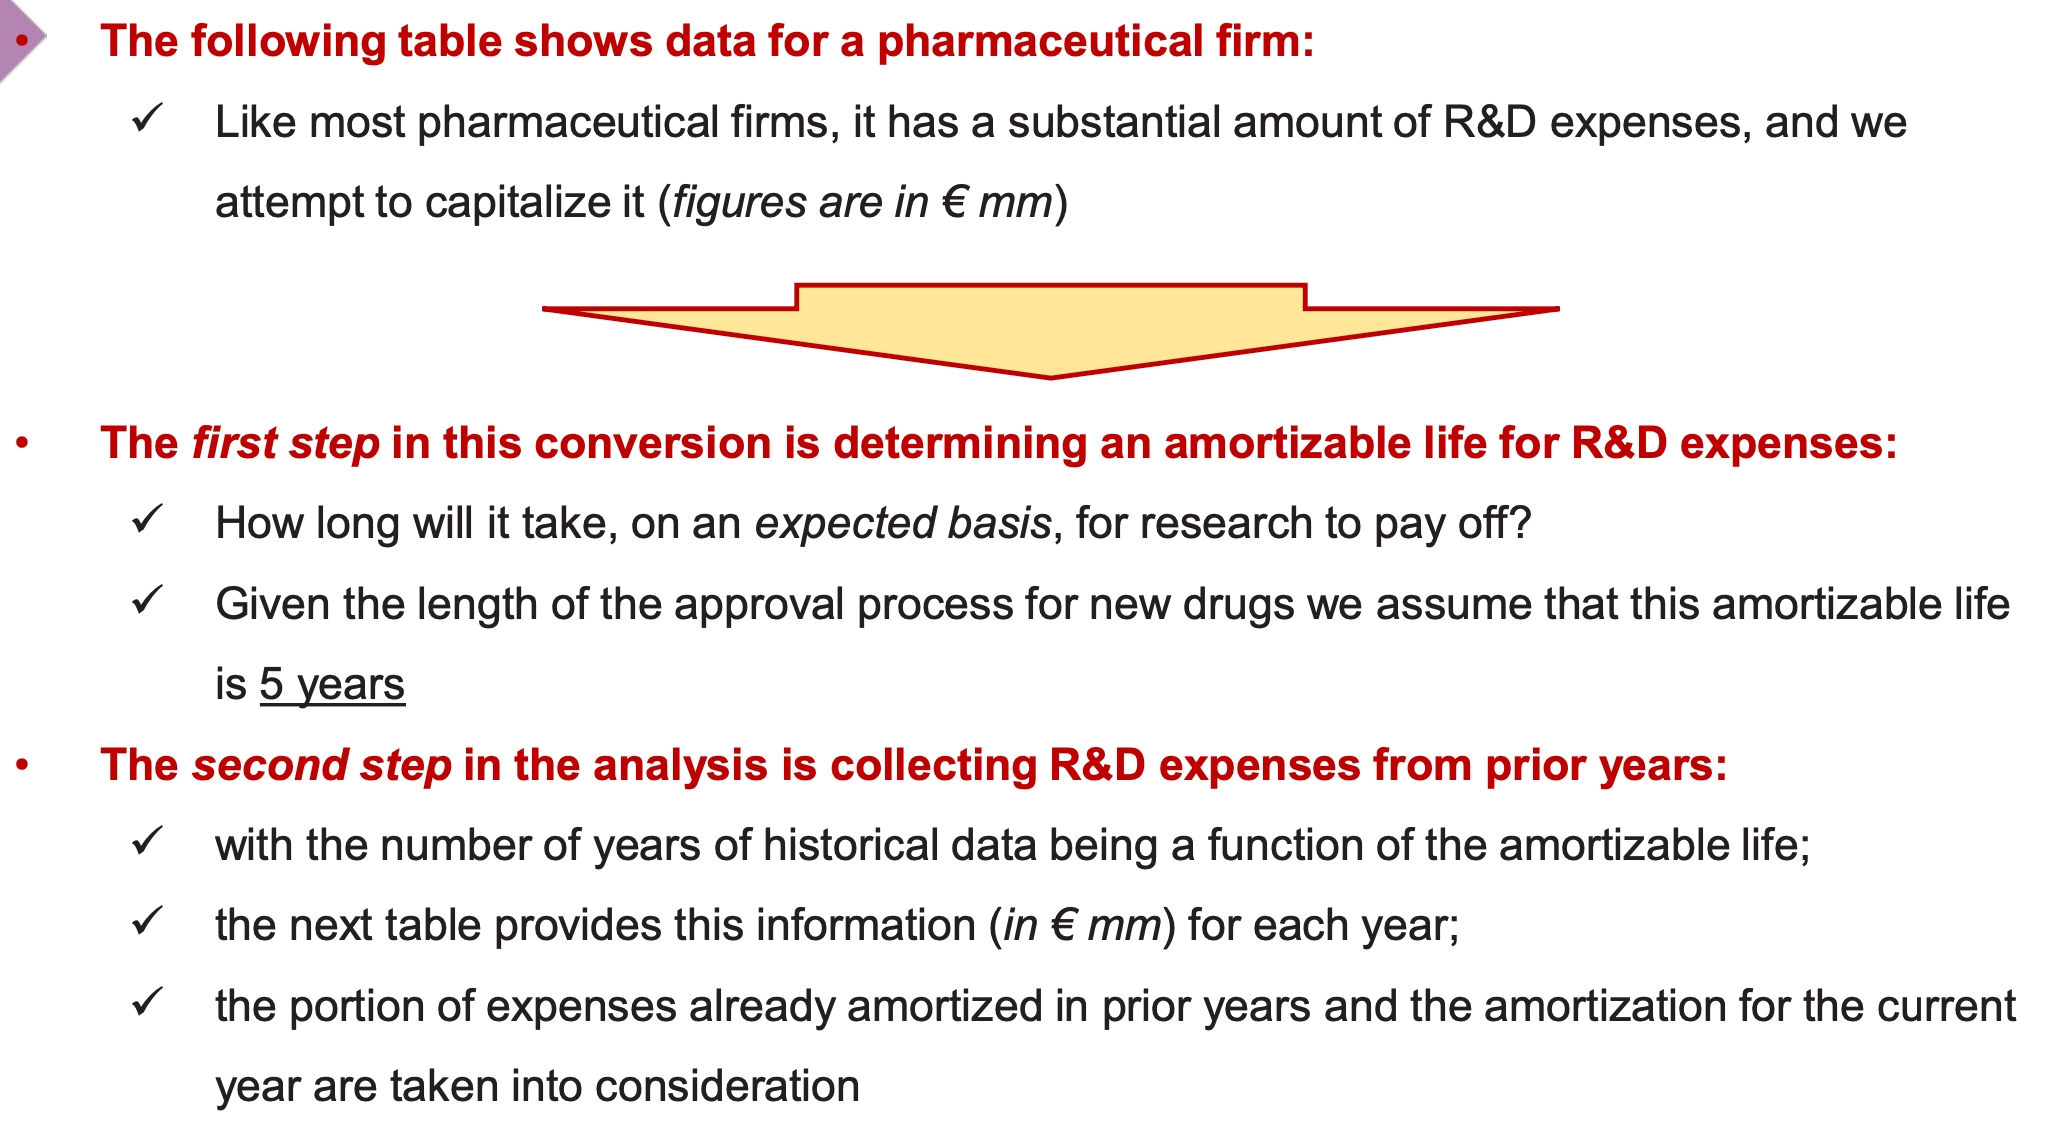 • The following table shows data for a pharmaceutical firm:
✓ Like most pharmaceutical firms, it has a substantial amount of R&D expenses, and we
attempt to capitalize it (figures are in € mm)
• The first step in this conversion is determining an amortizable life for R&D expenses:
✓ How long will it take, on an expected basis, for research to pay off?
✓ Given the length of the approval process for new drugs we assume that this amortizable life
is 5 years
• The second step in the analysis is collecting R&D expenses from prior years:
✓ with the number of years of historical data being a function of the amortizable life;
✓ the next table provides this information (in € mm) for each year;
✓ the portion of expenses already amortized in prior years and the amortization for the current
year are taken into consideration